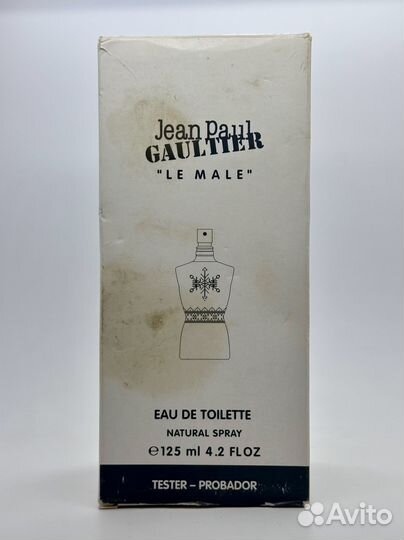 Jean Paul
GAULTIER
"LE MALE"
EAU DE TOILETTE
NATURAL SPRAY
℮125 ml 4.2 FLOZ
TESTER – PROBADOR
Avito